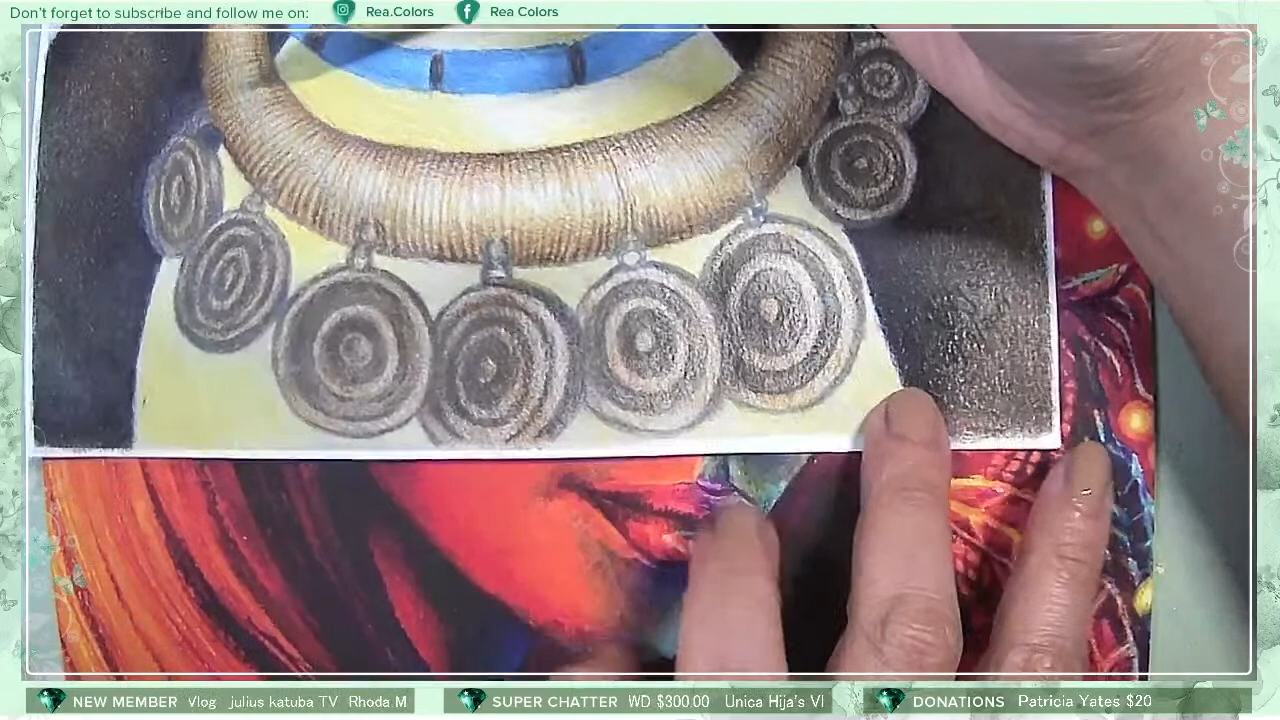 Don't forget to subscribe and follow me on: Rea.Colors Rea Colors
NEW MEMBER Vlog julius katuba TV Rhoda M SUPER CHATTER WD $300.00 Unica Hija's Vl DONATIONS Patricia Yates $20